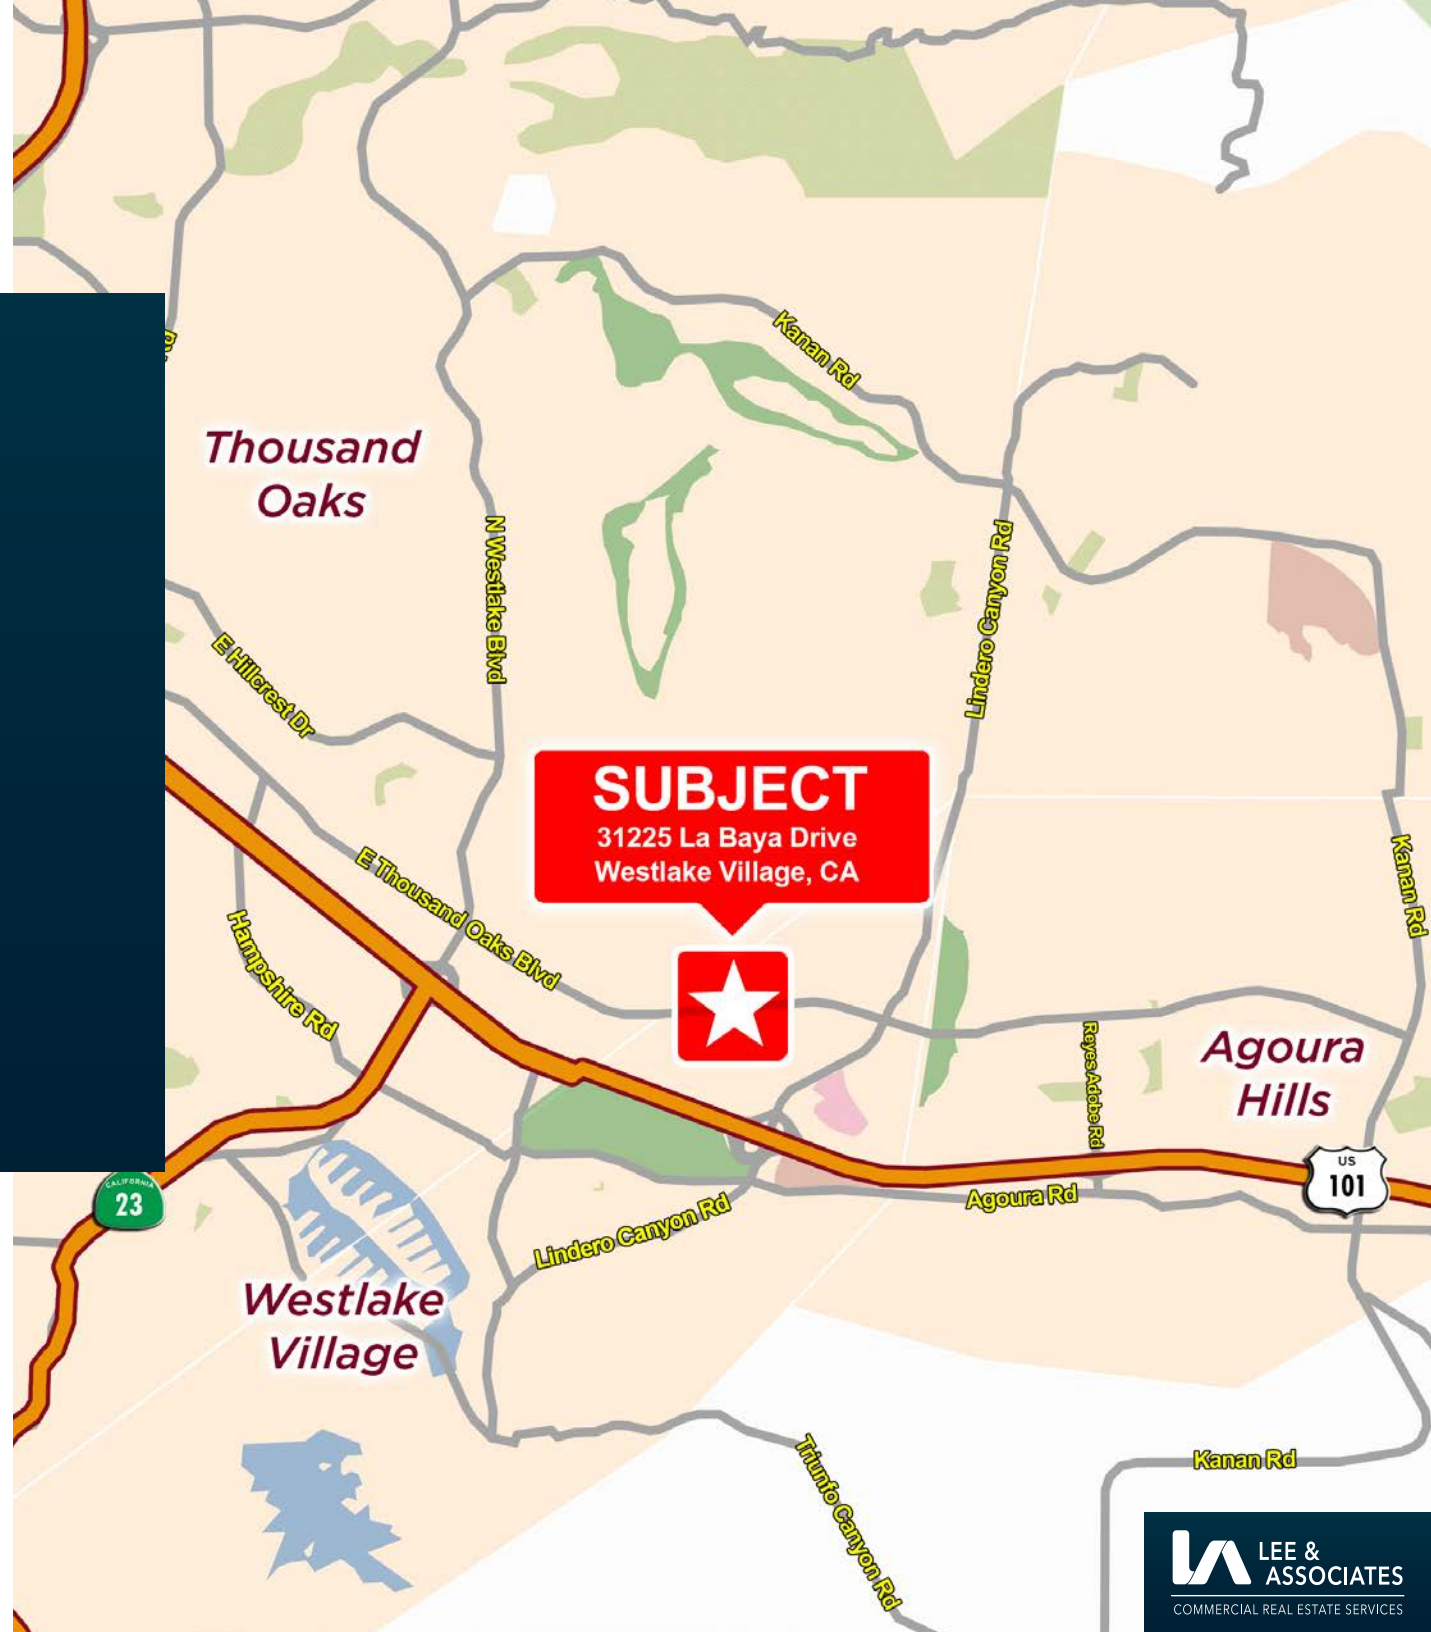 Kanan Rd
Thousand
Oaks
N Westlake Blvd
Lindero Canyon Rd
E Hillcrest Dr
SUBJECT
31225 La Baya Drive
Westlake Village, CA
Kanan Rd
E Thousand Oaks Blvd
Hampshire Rd
Reyes Adobe Rd
Agoura
Hills
US
101
CALIFORNIA
23
Agoura Rd
Lindero Canyon Rd
Westlake
Village
Triunfo Canyon Rd
Kanan Rd
LA
LEE &
ASSOCIATES
COMMERCIAL REAL ESTATE SERVICES